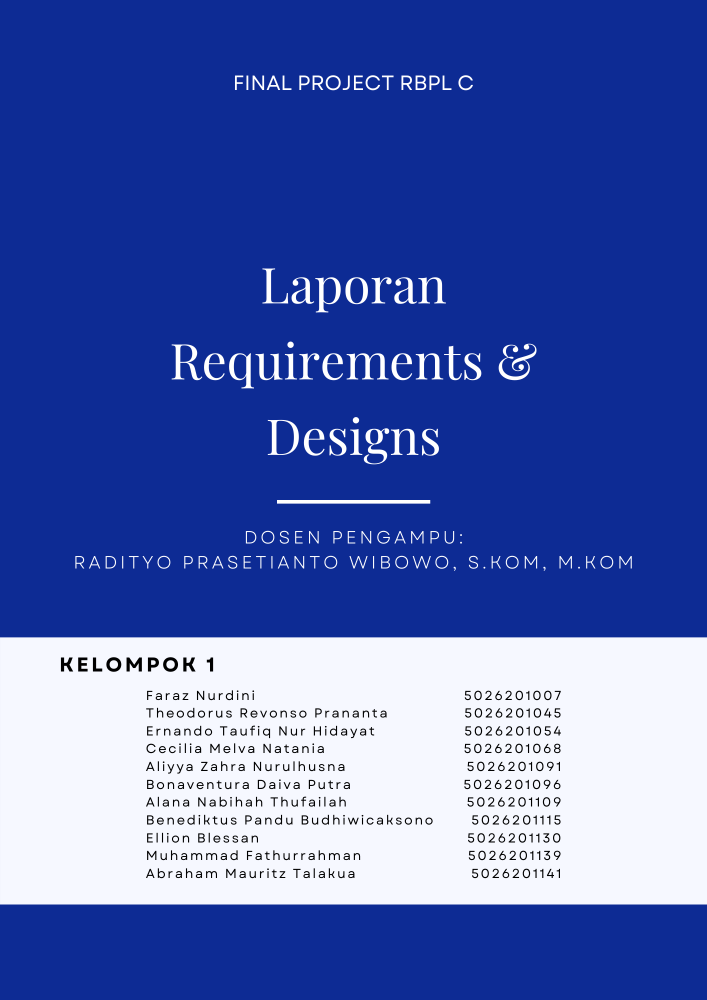 FINAL PROJECT RBPL C
Laporan
Requirements &
Designs
DOSEN PENGAMPU:
RADITYO PRASETIANTO WIBOWO, S.KOM, M.KOM
KELOMPOK 1
Faraz Nurdini 5026201007
Theodorus Revonso Prananta 5026201045
Ernando Taufiq Nur Hidayat 5026201054
Cecilia Melva Natania 5026201068
Aliyya Zahra Nurulhusna 5026201091
Bonaventura Daiva Putra 5026201096
Alana Nabihah Thufailah 5026201109
Benediktus Pandu Budhiwicaksono 5026201115
Ellion Blessan 5026201130
Muhammad Fathurrahman 5026201139
Abraham Mauritz Talakua 5026201141